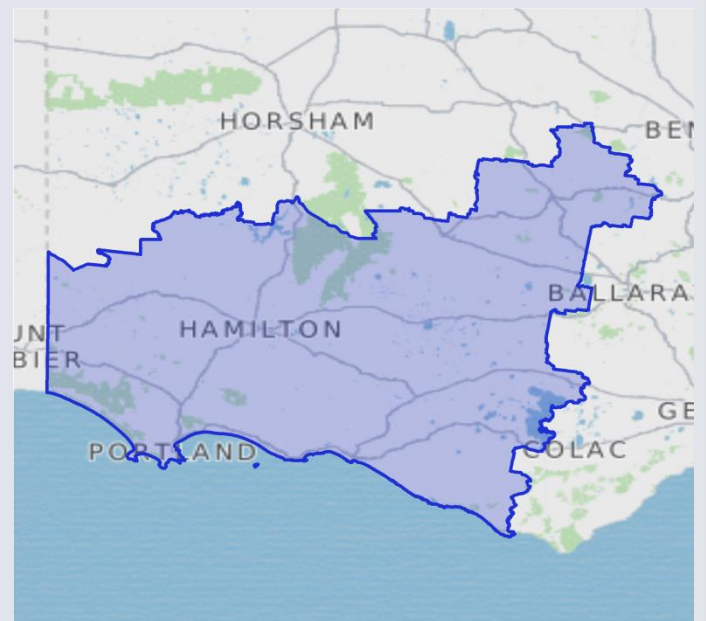 HORSHAM
BEN
BALLARA
UNT
BIER
HAMILTON
GE
PORTLAND
COLAC